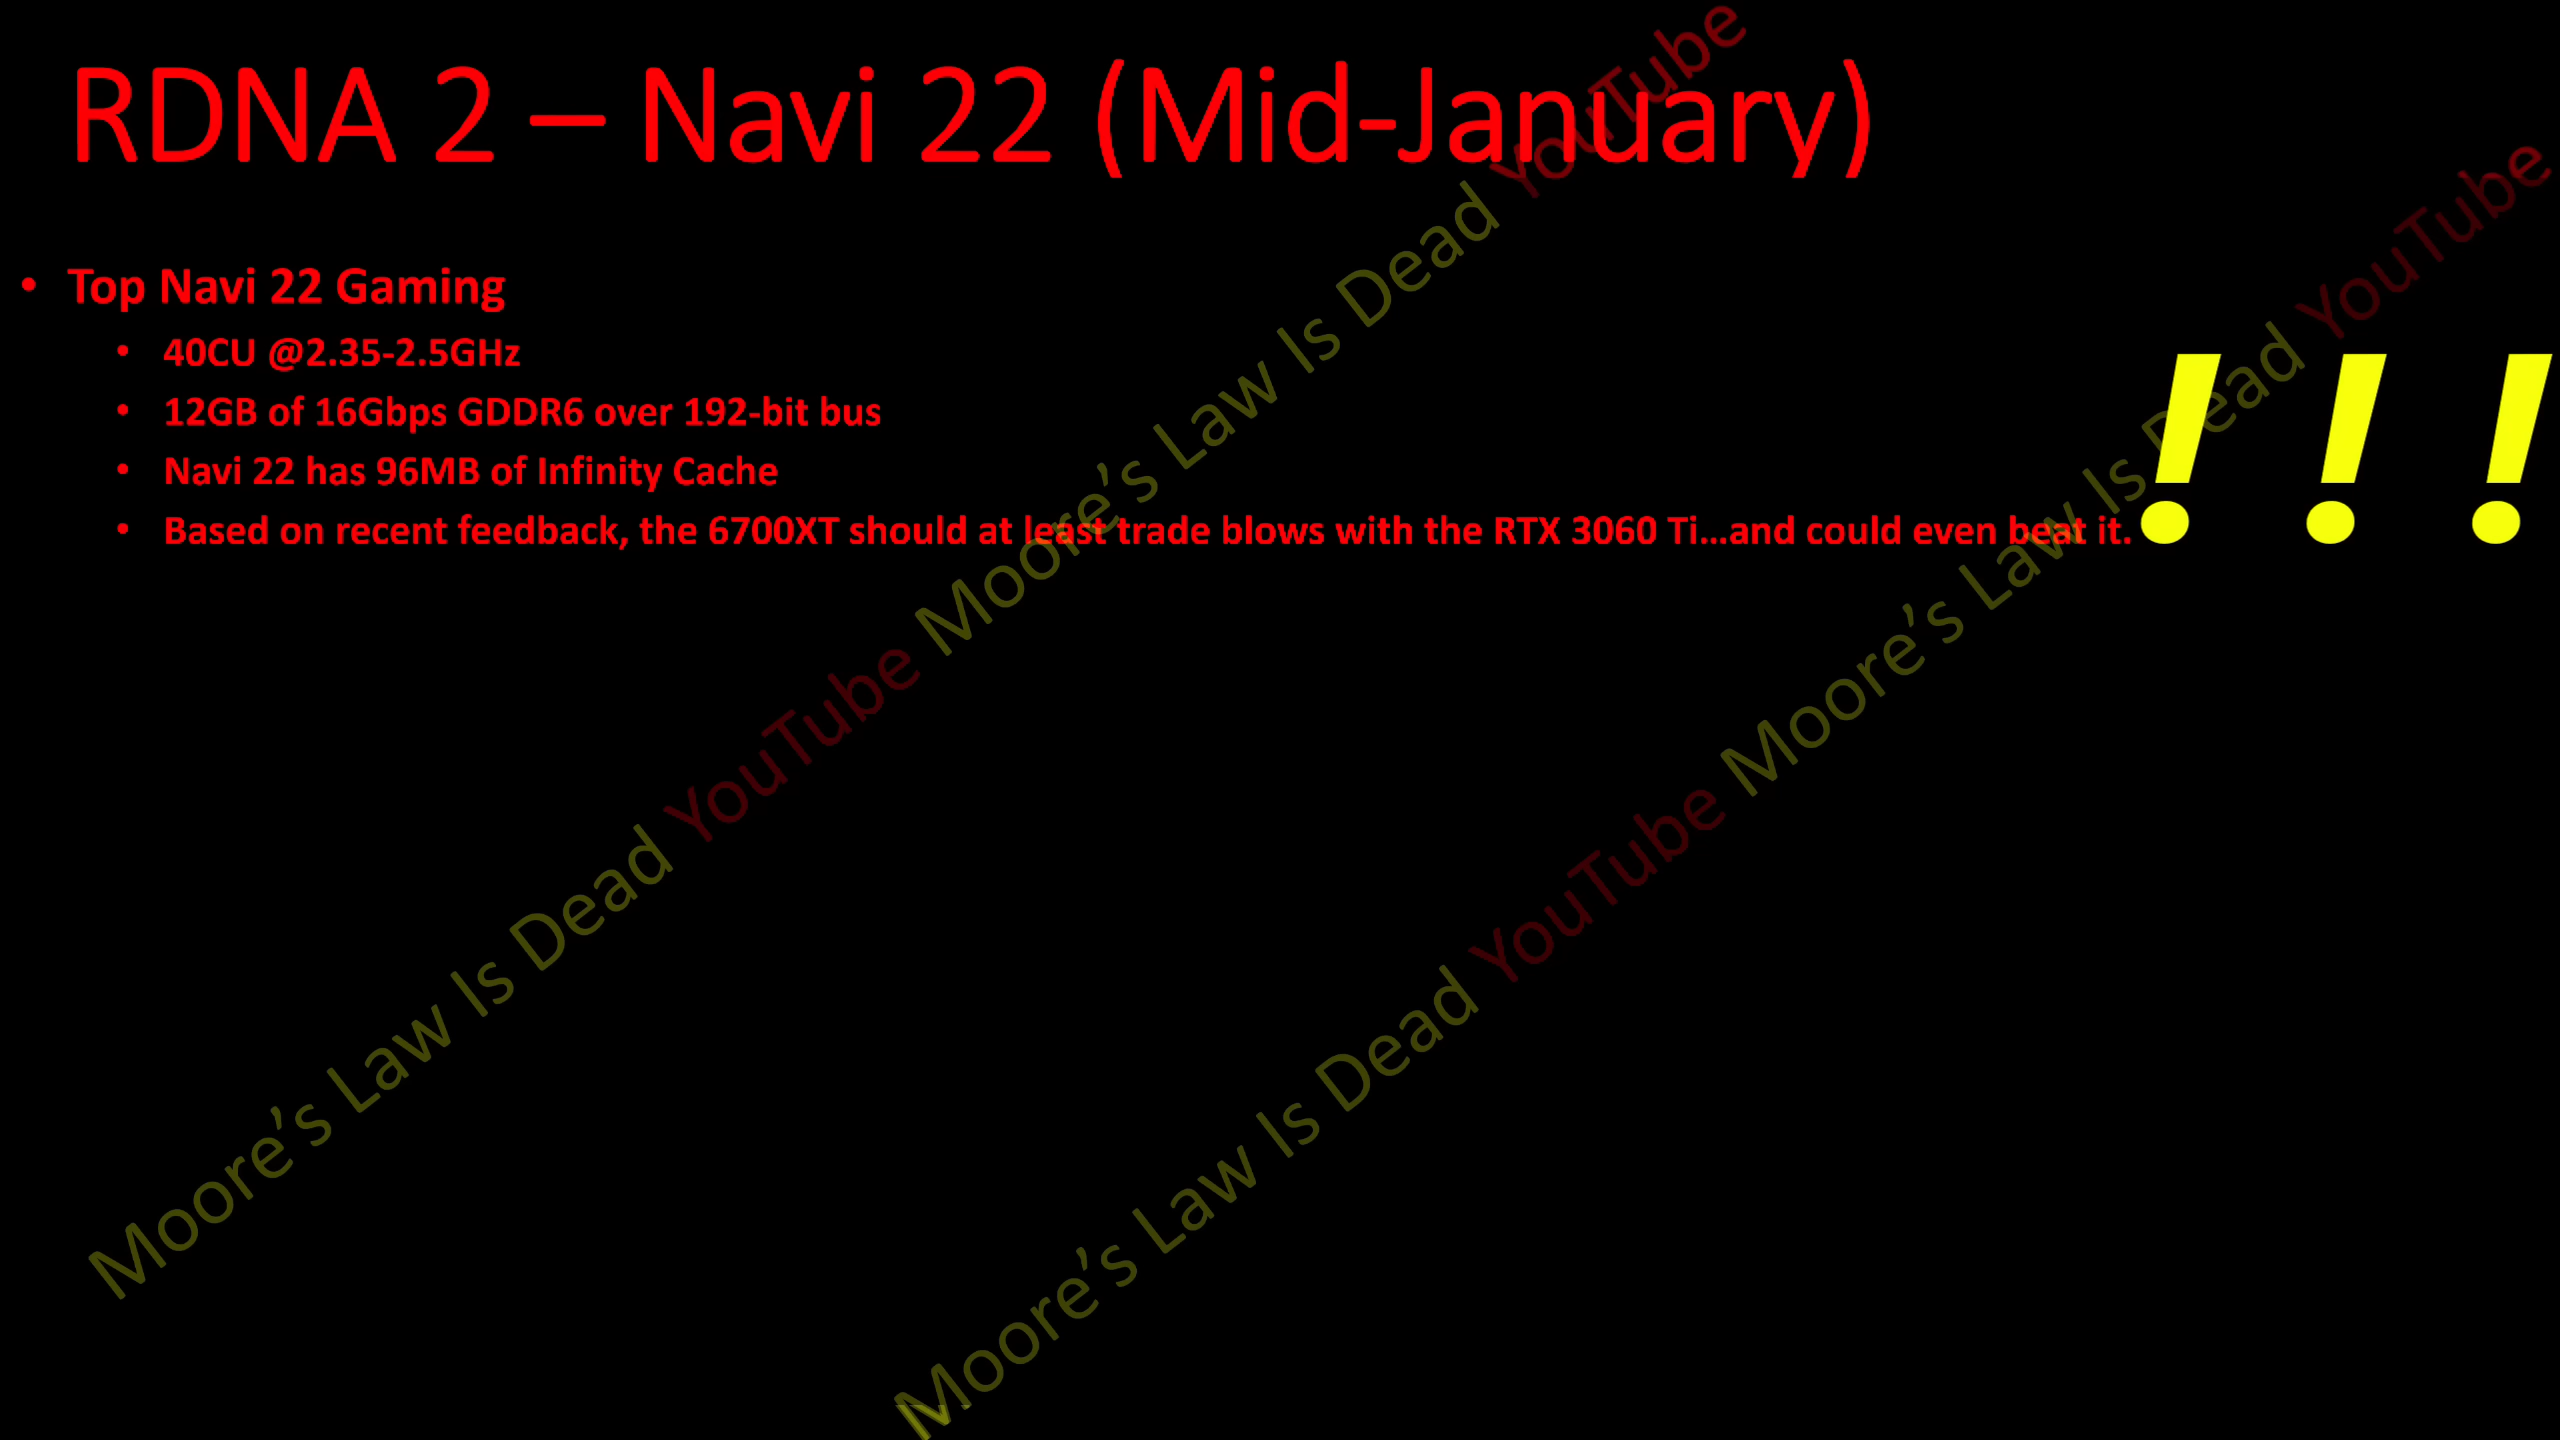 RDNA 2 – Navi 22 (Mid-January)
• Top Navi 22 Gaming
• 40CU @2.35-2.5GHz
• 12GB of 16Gbps GDDR6 over 192-bit bus
• Navi 22 has 96MB of Infinity Cache
• Based on recent feedback, the 6700XT should at least trade blows with the RTX 3060 Ti…and could even beat it. !!!
Moore’s Law Is Dead YouTube Moore’s Law Is Dead YouTube
Moore’s Law Is Dead YouTube Moore’s Law Is Dead YouTube